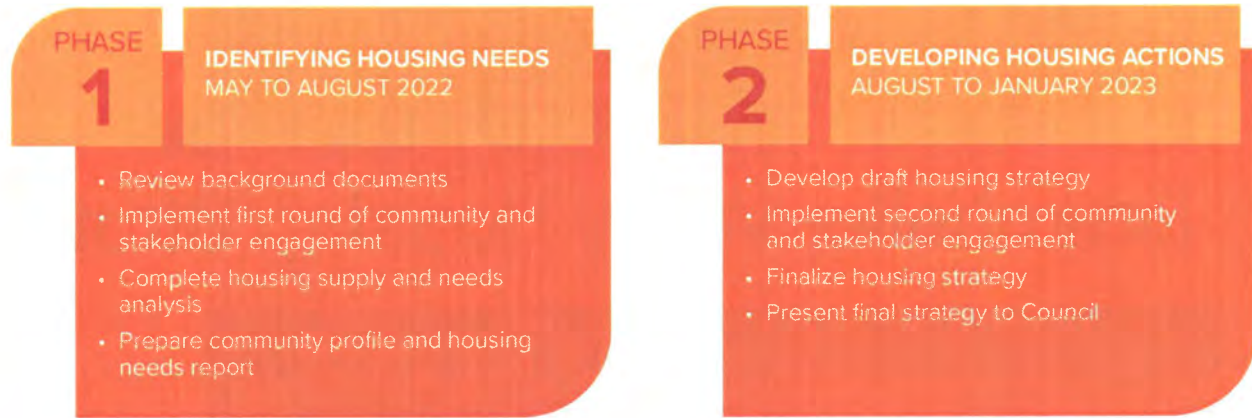 PHASE
1
IDENTIFYING HOUSING NEEDS
MAY TO AUGUST 2022
• Review background documents
• Implement first round of community and
stakeholder engagement
• Complete housing supply and needs
analysis
• Prepare community profile and housing
needs report
PHASE
2
DEVELOPING HOUSING ACTIONS
AUGUST TO JANUARY 2023
• Develop draft housing strategy
• Implement second round of community
and stakeholder engagement
• Finalize housing strategy
• Present final strategy to Council